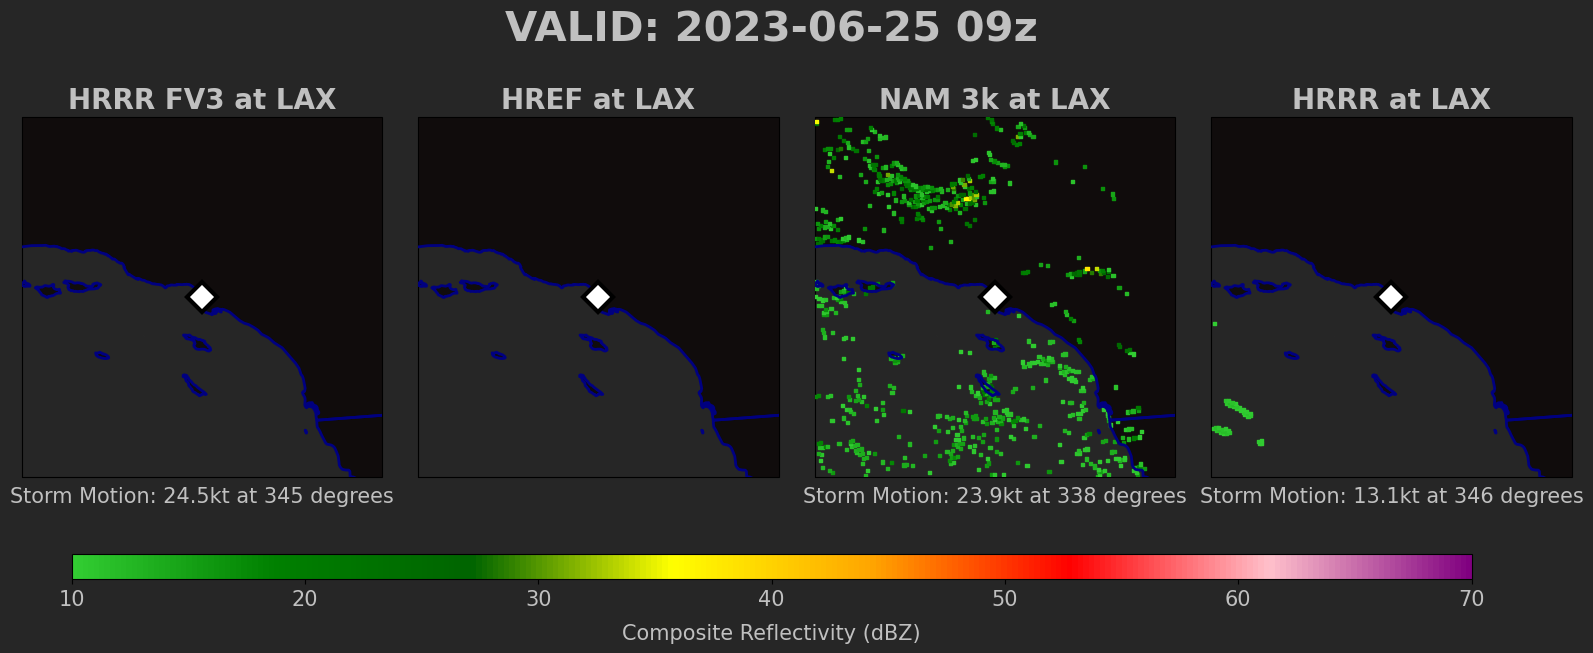 VALID: 2023-06-25 09z
HRRR FV3 at LAX
HREF at LAX
NAM 3k at LAX
HRRR at LAX
Storm Motion: 24.5kt at 345 degrees
Storm Motion: 23.9kt at 338 degrees
Storm Motion: 13.1kt at 346 degrees
10 20 30 40 50 60 70
Composite Reflectivity (dBZ)